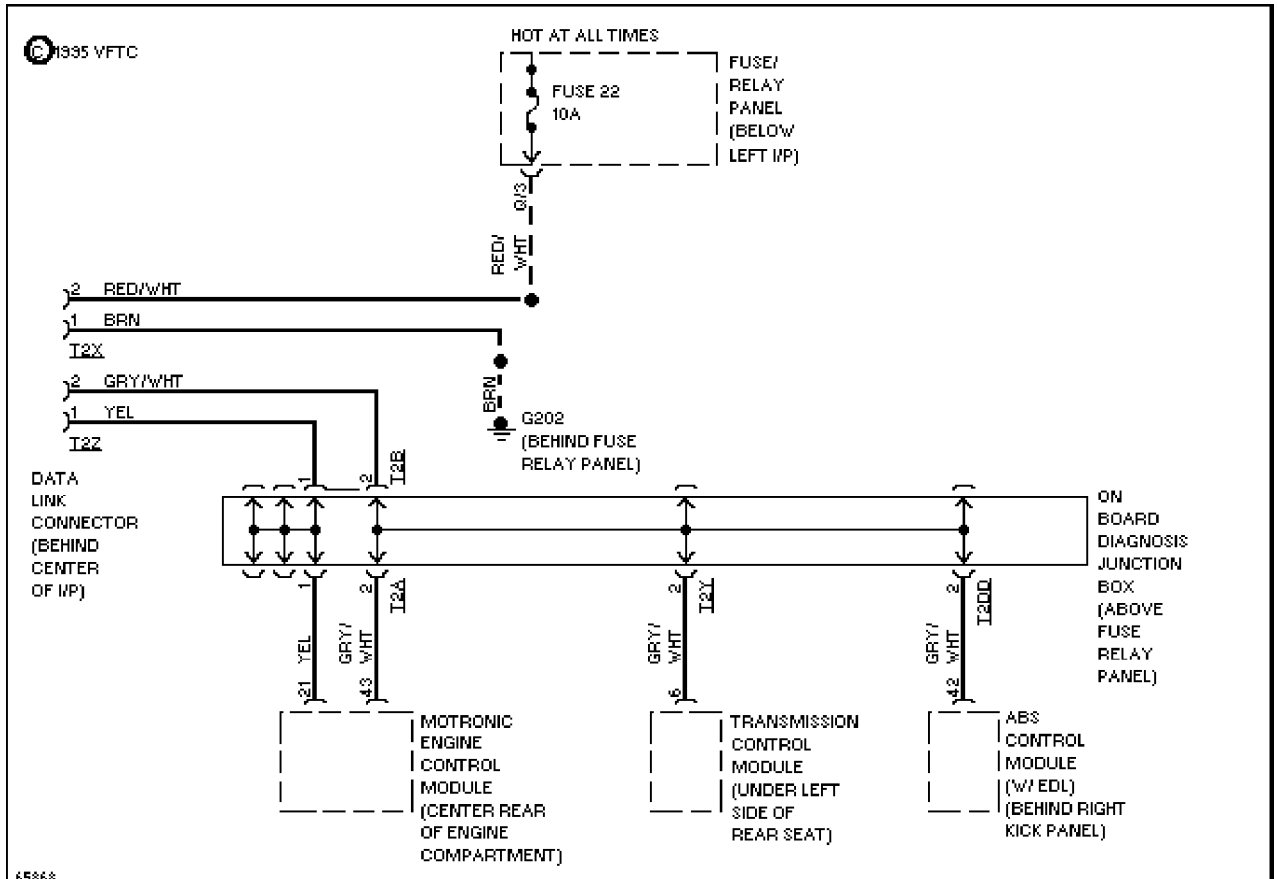 © 1995 VFTC
HOT AT ALL TIMES
FUSE 22
10A
FUSE/
RELAY
PANEL
(BELOW
LEFT I/P)
Q/3
RED/
WHT
2 RED/WHT
1 BRN
T2X
2 GRY/WHT
1 YEL
T2Z
BRN
G202
(BEHIND FUSE
RELAY PANEL)
DATA
LINK
CONNECTOR
(BEHIND
CENTER
OF I/P)
1
2
T2B
ON
BOARD
DIAGNOSIS
JUNCTION
BOX
(ABOVE
FUSE
RELAY
PANEL)
1
2
T2A
2
T2Y
2
T2DD
YEL
GRY/
WHT
GRY/
WHT
GRY/
WHT
21
43
6
42
MOTRONIC
ENGINE
CONTROL
MODULE
(CENTER REAR
OF ENGINE
COMPARTMENT)
TRANSMISSION
CONTROL
MODULE
(UNDER LEFT
SIDE OF
REAR SEAT)
ABS
CONTROL
MODULE
(W/ EDL)
(BEHIND RIGHT
KICK PANEL)
65868